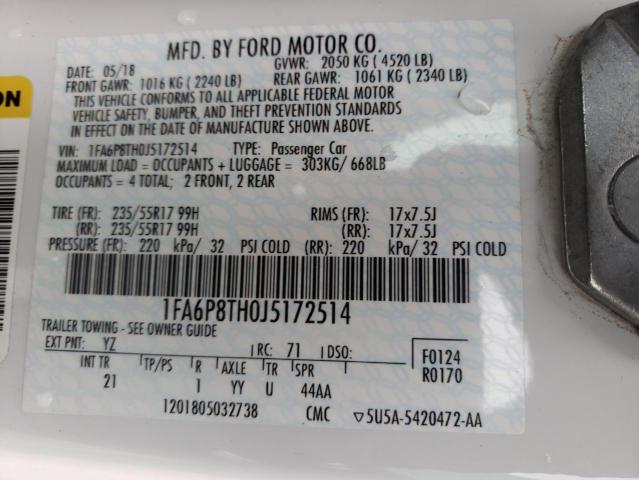 MFD. BY FORD MOTOR CO.
DATE: 05/18 GVWR: 2050 KG ( 4520 LB)
FRONT GAWR: 1016 KG ( 2240 LB) REAR GAWR: 1061 KG ( 2340 LB)
THIS VEHICLE CONFORMS TO ALL APPLICABLE FEDERAL MOTOR
VEHICLE SAFETY, BUMPER, AND THEFT PREVENTION STANDARDS
IN EFFECT ON THE DATE OF MANUFACTURE SHOWN ABOVE.
VIN: 1FA6P8TH0J5172514 TYPE: Passenger Car
MAXIMUM LOAD = OCCUPANTS + LUGGAGE = 303KG/ 668LB
OCCUPANTS = 4 TOTAL; 2 FRONT, 2 REAR
TIRE (FR): 235/55R17 99H RIMS (FR): 17x7.5J
(RR): 235/55R17 99H (RR): 17x7.5J
PRESSURE (FR): 220 kPa/ 32 PSI COLD (RR): 220 kPa/ 32 PSI COLD
1FA6P8TH0J5172514
TRAILER TOWING - SEE OWNER GUIDE
EXT PNT: YZ RC: 71 DSO: F0124
INT TR TP/PS R AXLE TR SPR R0170
21 1 YY U 44AA
1201805032738 CMC ▽5U5A-5420472-AA
ON